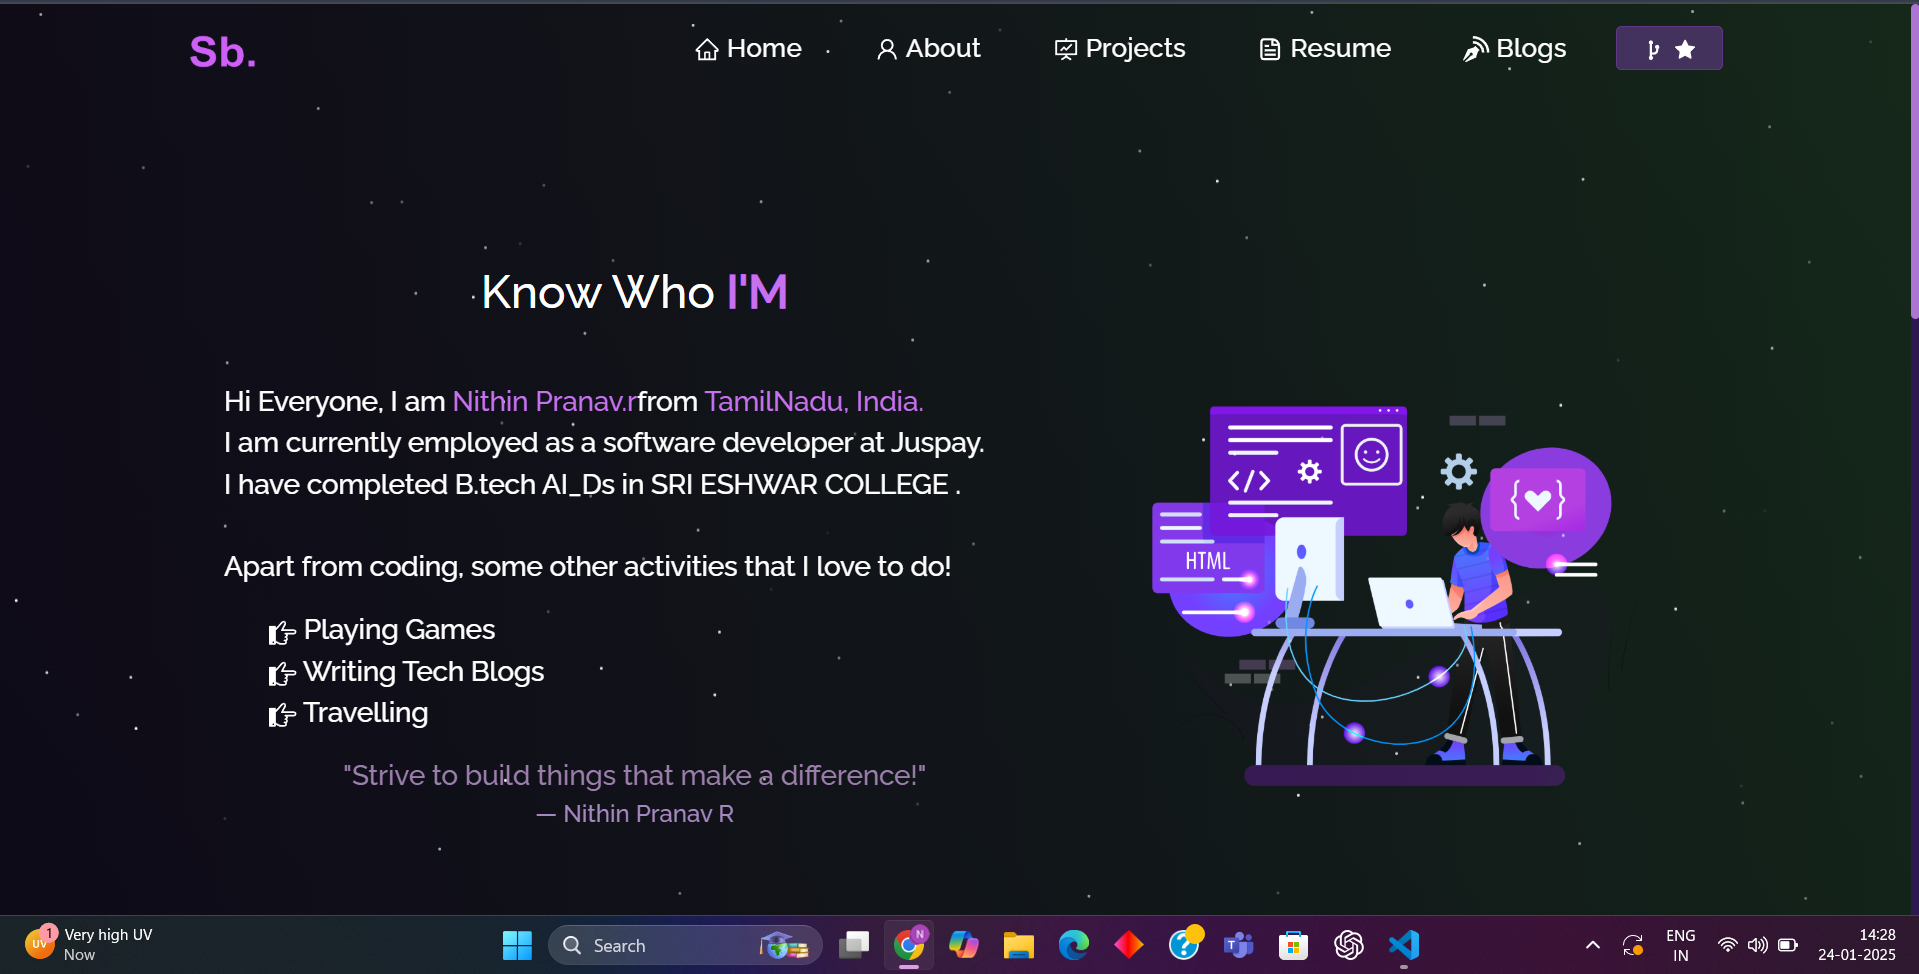 Sb.
Home
About
Projects
Resume
Blogs
Know Who I'M
Hi Everyone, I am Nithin Pranav.rfrom TamilNadu, India.
I am currently employed as a software developer at Juspay.
I have completed B.tech AI_Ds in SRI ESHWAR COLLEGE .
Apart from coding, some other activities that I love to do!
Playing Games
Writing Tech Blogs
Travelling
"Strive to build things that make a difference!"
— Nithin Pranav R
</>
{ }
HTML
UV
1
Very high UV
Now
Search
N
?
T
ENG
IN
14:28
24-01-2025